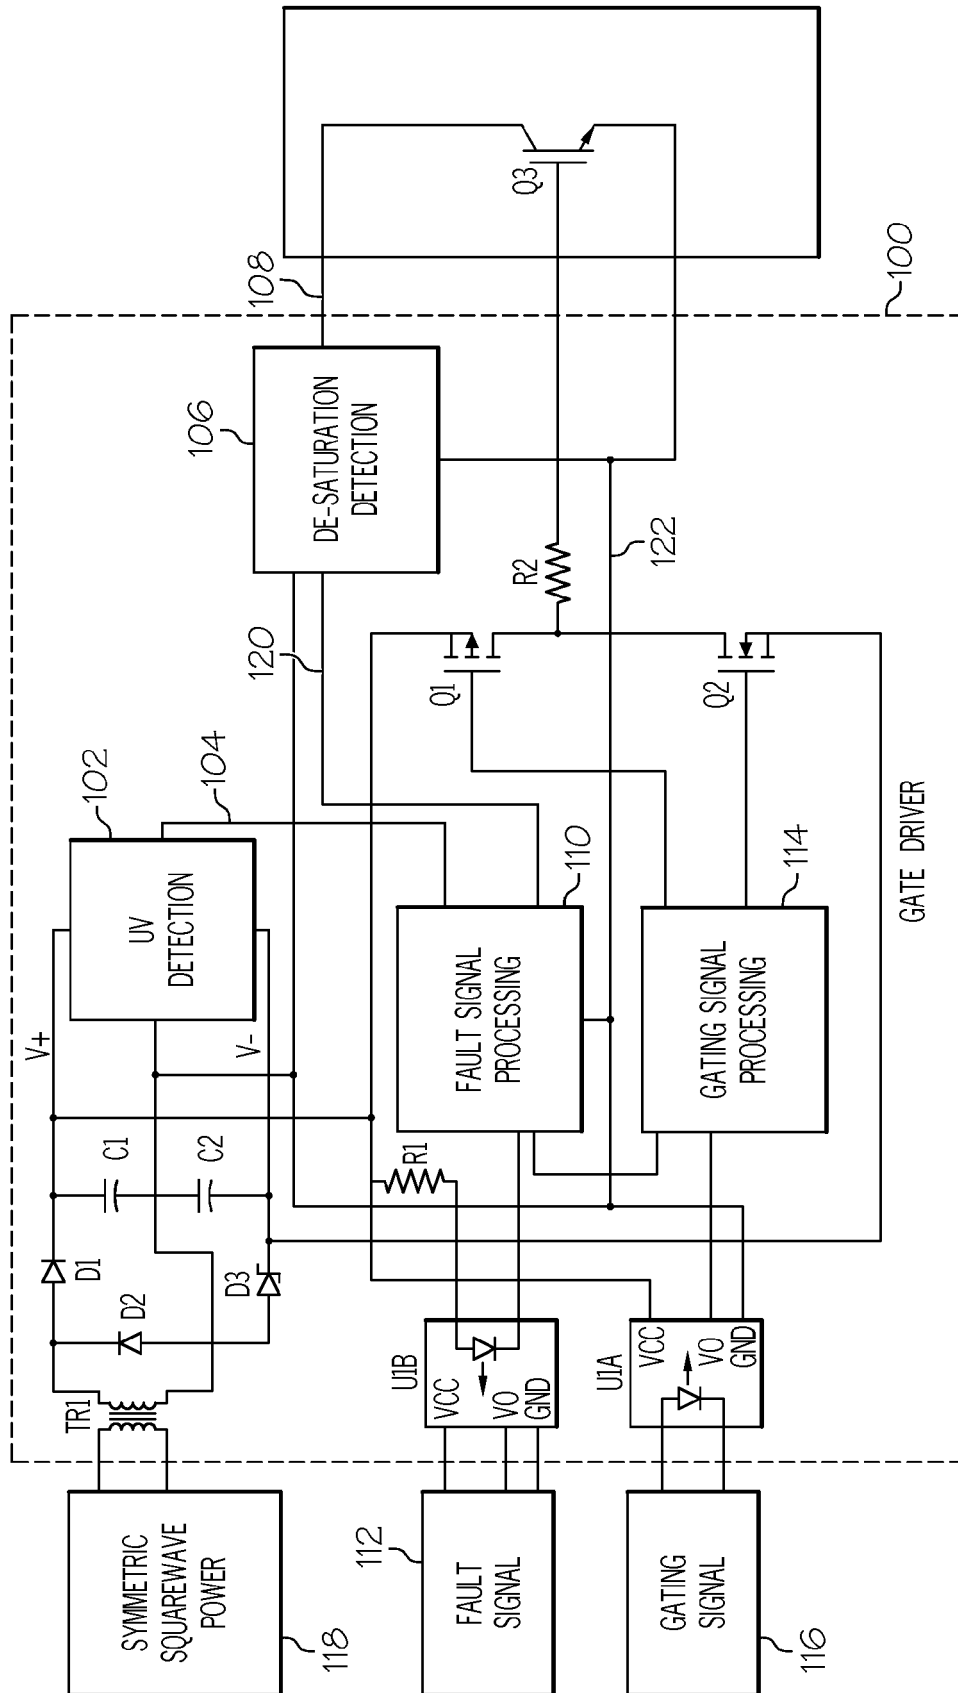 SYMMETRIC
SQUAREWAVE
POWER
118
TR1
D1
D2
D3
C1
C2
V+
V-
UV
DETECTION
102
104
120
DE-SATURATION
DETECTION
106
108
FAULT
SIGNAL
112
U1B
VCC
VO
GND
R1
FAULT SIGNAL
PROCESSING
110
Q1
R2
Q3
122
GATING
SIGNAL
116
U1A
VCC
VO
GND
GATING SIGNAL
PROCESSING
114
Q2
GATE DRIVER
100